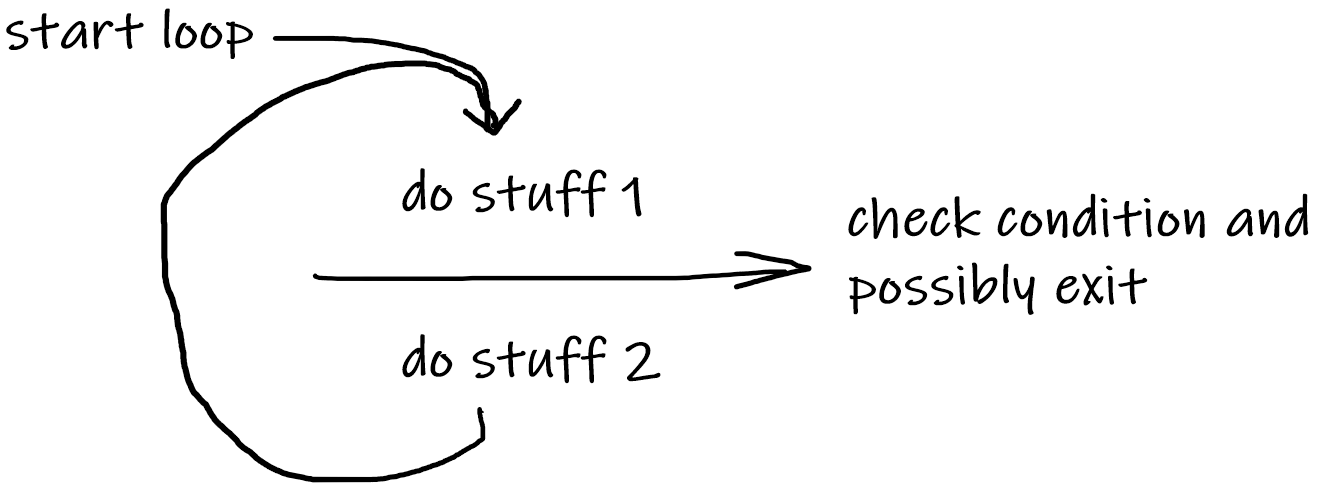 start loop
do stuff 1
check condition and
possibly exit
do stuff 2